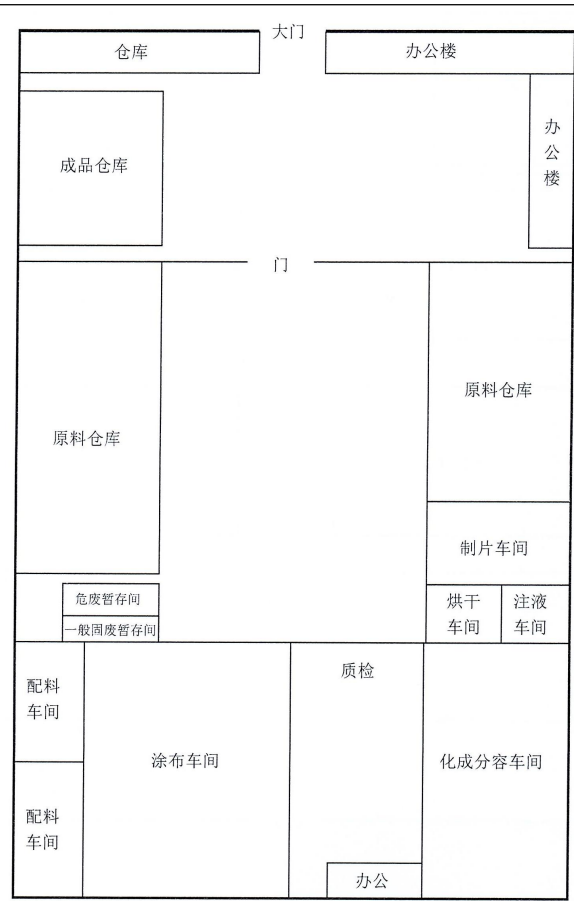 大门
仓库
办公楼
办
公
楼
成品仓库
门
原料仓库
原料仓库
制片车间
危废暂存间
一般固废暂存间
烘干
车间
注液
车间
配料
车间
质检
涂布车间
化成分容车间
配料
车间
办公